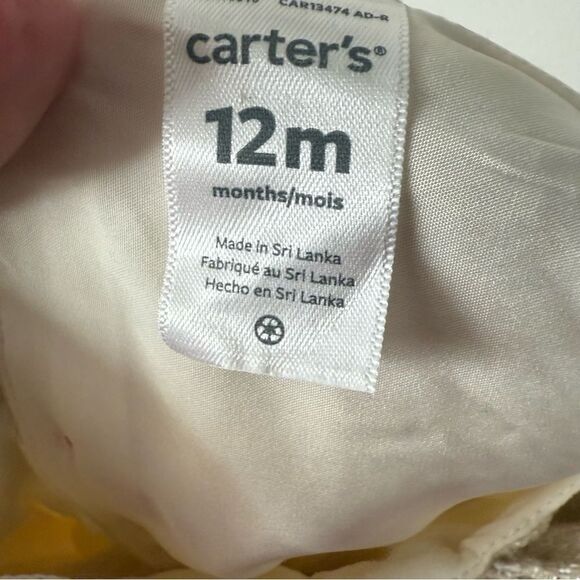 CAR13474 AD-R
carter's®
12m
months/mois
Made in Sri Lanka
Fabriqué au Sri Lanka
Hecho en Sri Lanka